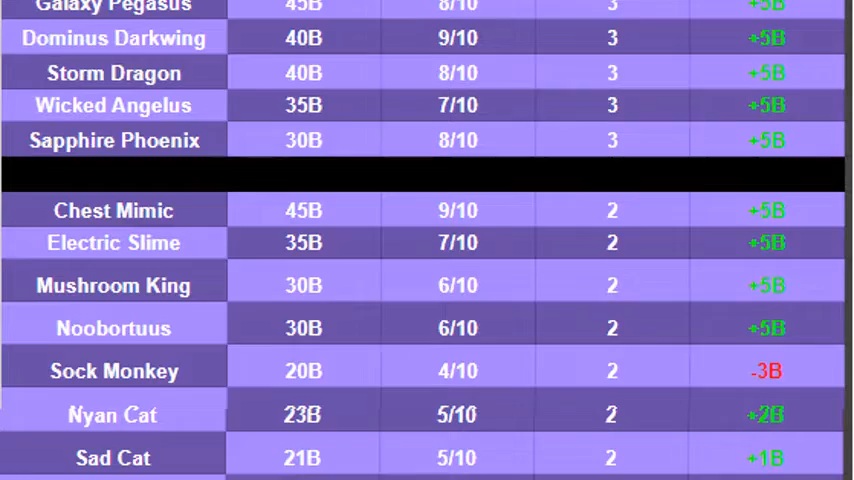 Galaxy Pegasus 45B 8/10 3 +5B
Dominus Darkwing 40B 9/10 3 +5B
Storm Dragon 40B 8/10 3 +5B
Wicked Angelus 35B 7/10 3 +5B
Sapphire Phoenix 30B 8/10 3 +5B
Chest Mimic 45B 9/10 2 +5B
Electric Slime 35B 7/10 2 +5B
Mushroom King 30B 6/10 2 +5B
Noobortuus 30B 6/10 2 +5B
Sock Monkey 20B 4/10 2 -3B
Nyan Cat 23B 5/10 2 +2B
Sad Cat 21B 5/10 2 +1B